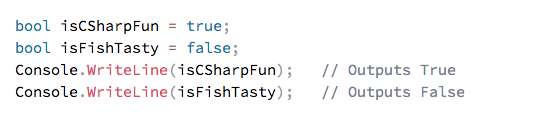 bool isCSharpFun = true;
bool isFishTasty = false;
Console.WriteLine(isCSharpFun);   // Outputs True
Console.WriteLine(isFishTasty);   // Outputs False